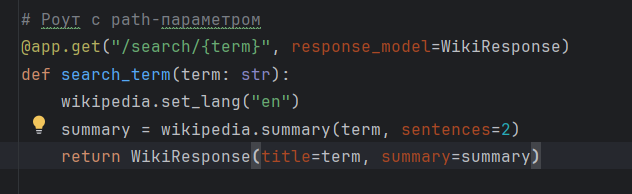 # Роут с path-параметром
@app.get("/search/{term}", response_model=WikiResponse)
def search_term(term: str):
    wikipedia.set_lang("en")
    summary = wikipedia.summary(term, sentences=2)
    return WikiResponse(title=term, summary=summary)